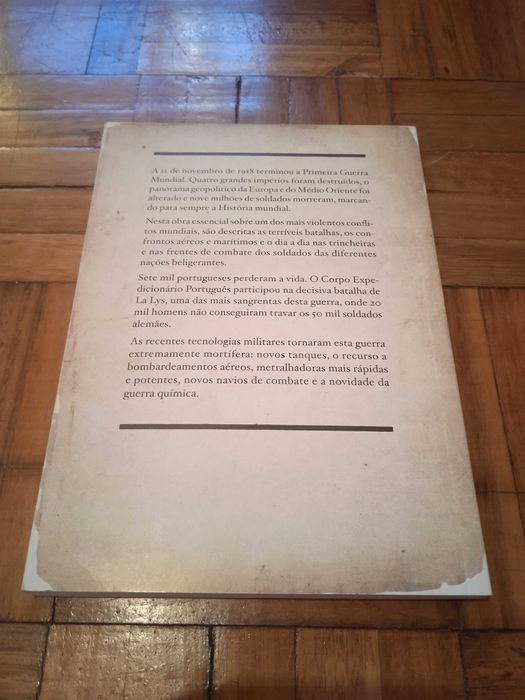 A 11 de novembro de 1918 terminou a Primeira Guerra
Mundial. Quatro grandes impérios foram destruídos, o
panorama geopolítico da Europa e do Médio Oriente foi
alterado e nove milhões de soldados morreram, marcan-
do para sempre a História mundial.
Nesta obra essencial sobre um dos mais violentos confli-
tos mundiais, são descritas as terríveis batalhas, os con-
frontos aéreos e marítimos e o dia a dia nas trincheiras
e nas frentes de combate dos soldados das diferentes
nações beligerantes.
Sete mil portugueses perderam a vida. O Corpo Expe-
dicionário Português participou na decisiva batalha de
La Lys, uma das mais sangrentas desta guerra, onde 20
mil homens não conseguiram travar os 50 mil soldados
alemães.
As recentes tecnologias militares tornaram esta guerra
extremamente mortífera: novos tanques, o recurso a
bombardeamentos aéreos, metralhadoras mais rápidas
e potentes, novos navios de combate e a novidade da
guerra química.